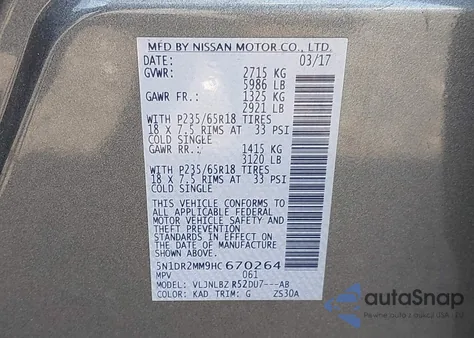 MFD BY NISSAN MOTOR CO., LTD.
DATE: 03/17
GVWR: 2715 KG
5986 LB
GAWR FR.: 1325 KG
2921 LB
WITH P235/65R18 TIRES
18 X 7.5 RIMS AT 33 PSI
COLD SINGLE
GAWR RR.: 1415 KG
3120 LB
WITH P235/65R18 TIRES
18 X 7.5 RIMS AT 33 PSI
COLD SINGLE
THIS VEHICLE CONFORMS TO
ALL APPLICABLE FEDERAL
MOTOR VEHICLE SAFETY
AND THEFT PREVENTION
STANDARDS IN EFFECT ON
THE DATE OF MANUFACTURE
SHOWN ABOVE.
5N1DR2MM9HC670264
MPV 061
MODEL: VLJNLBZ R52DU7---AB
COLOR: KAD TRIM: G ZS30A
autoSnap